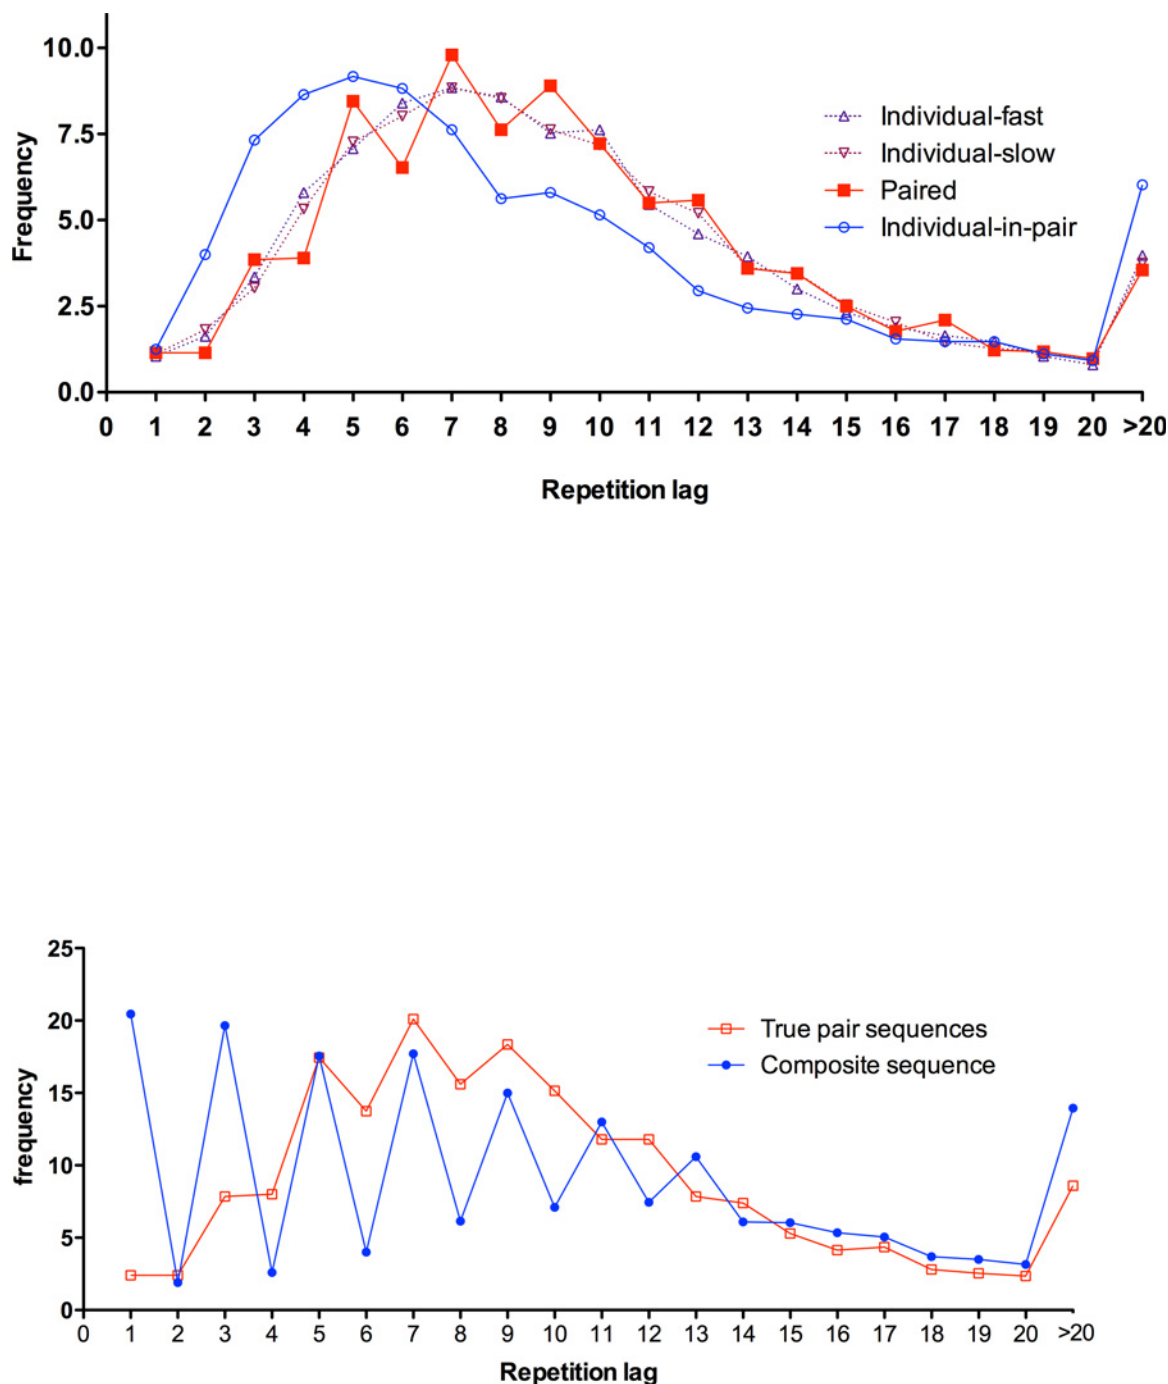 Frequency
10.0
7.5
5.0
2.5
0.0
Individual-fast
Individual-slow
Paired
Individual-in-pair
0 1 2 3 4 5 6 7 8 9 10 11 12 13 14 15 16 17 18 19 20 >20
Repetition lag
frequency
25
20
15
10
5
0
True pair sequences
Composite sequence
0 1 2 3 4 5 6 7 8 9 10 11 12 13 14 15 16 17 18 19 20 >20
Repetition lag